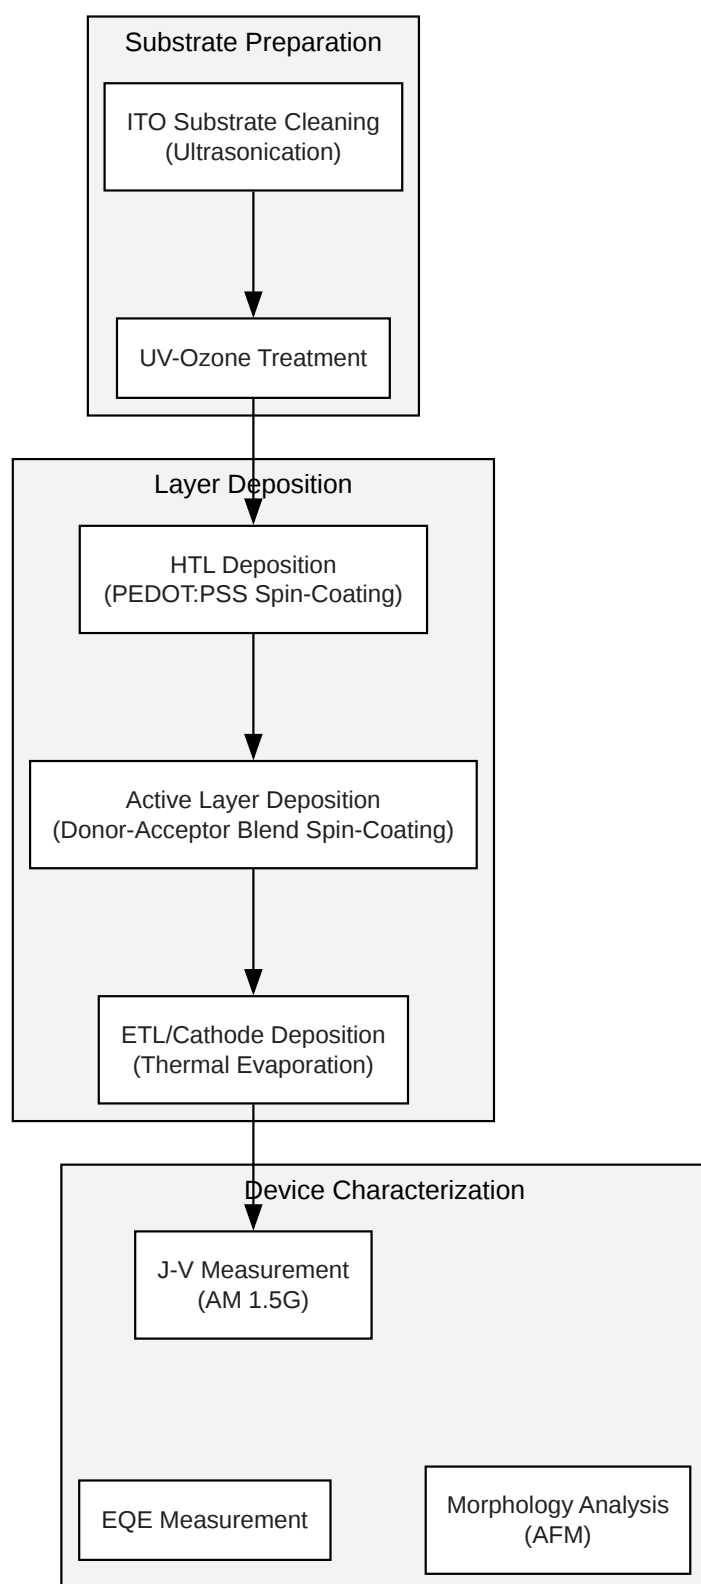 Substrate Preparation
ITO Substrate Cleaning
(Ultrasonication)
UV-Ozone Treatment
Layer Deposition
HTL Deposition
(PEDOT:PSS Spin-Coating)
Active Layer Deposition
(Donor-Acceptor Blend Spin-Coating)
ETL/Cathode Deposition
(Thermal Evaporation)
Device Characterization
J-V Measurement
(AM 1.5G)
EQE Measurement
Morphology Analysis
(AFM)